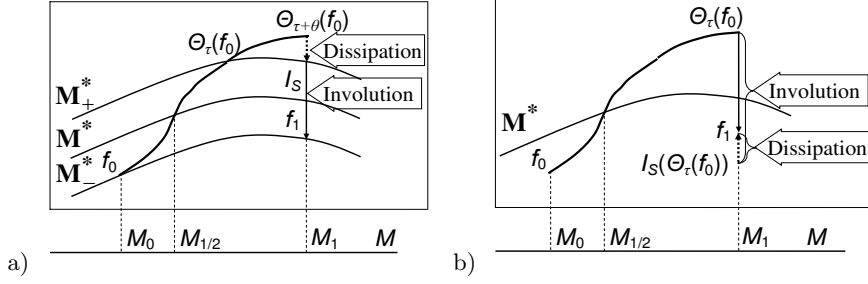 Θτ+θ(f0)
Θτ(f0)
Dissipation
M*+
IS
Involution
M*
f1
f0
M*−
M0 M1/2 M1 M
a)
Θτ(f0)
Involution
M*
f1
f0
Dissipation
IS(Θτ(f0))
M0 M1/2 M1 M
b)